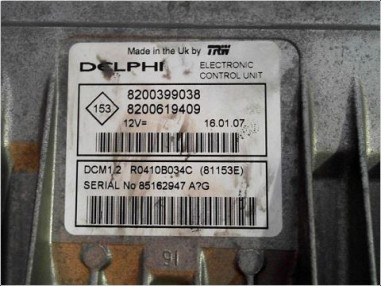 Made in the Uk by TRW
DELPHI ELECTRONIC
CONTROL UNIT
153
8200399038
8200619409
12V= 16.01.07
DCM1.2 R0410B034C (81153E)
SERIAL No 85162947 A?G
16